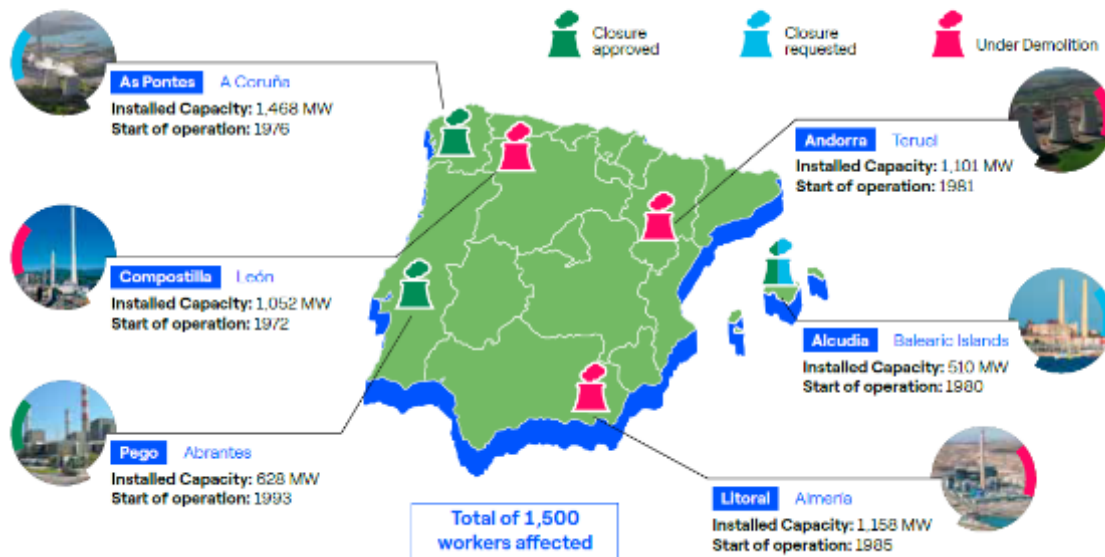 Closure
approved
Closure
requested
Under Demolition
As Pontes A Coruña
Installed Capacity: 1,468 MW
Start of operation: 1976
Andorra Teruel
Installed Capacity: 1,101 MW
Start of operation: 1981
Compostilla León
Installed Capacity: 1,052 MW
Start of operation: 1972
Alcudia Balearic Islands
Installed Capacity: 510 MW
Start of operation: 1980
Pego Abrantes
Installed Capacity: 628 MW
Start of operation: 1993
Litoral Almería
Installed Capacity: 1,158 MW
Start of operation: 1985
Total of 1,500
workers affected